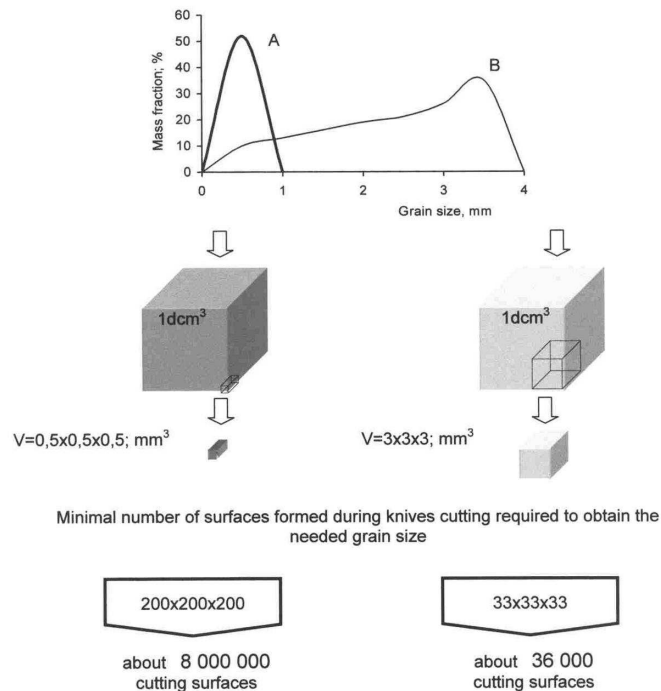 60
50
40
30
20
10
0
Mass fraction; %
A
B
0 1 2 3 4
Grain size, mm
1dcm³
1dcm³
V=0,5x0,5x0,5; mm³
V=3x3x3; mm³
Minimal number of surfaces formed during knives cutting required to obtain the
needed grain size
200x200x200
33x33x33
about 8 000 000
cutting surfaces
about 36 000
cutting surfaces